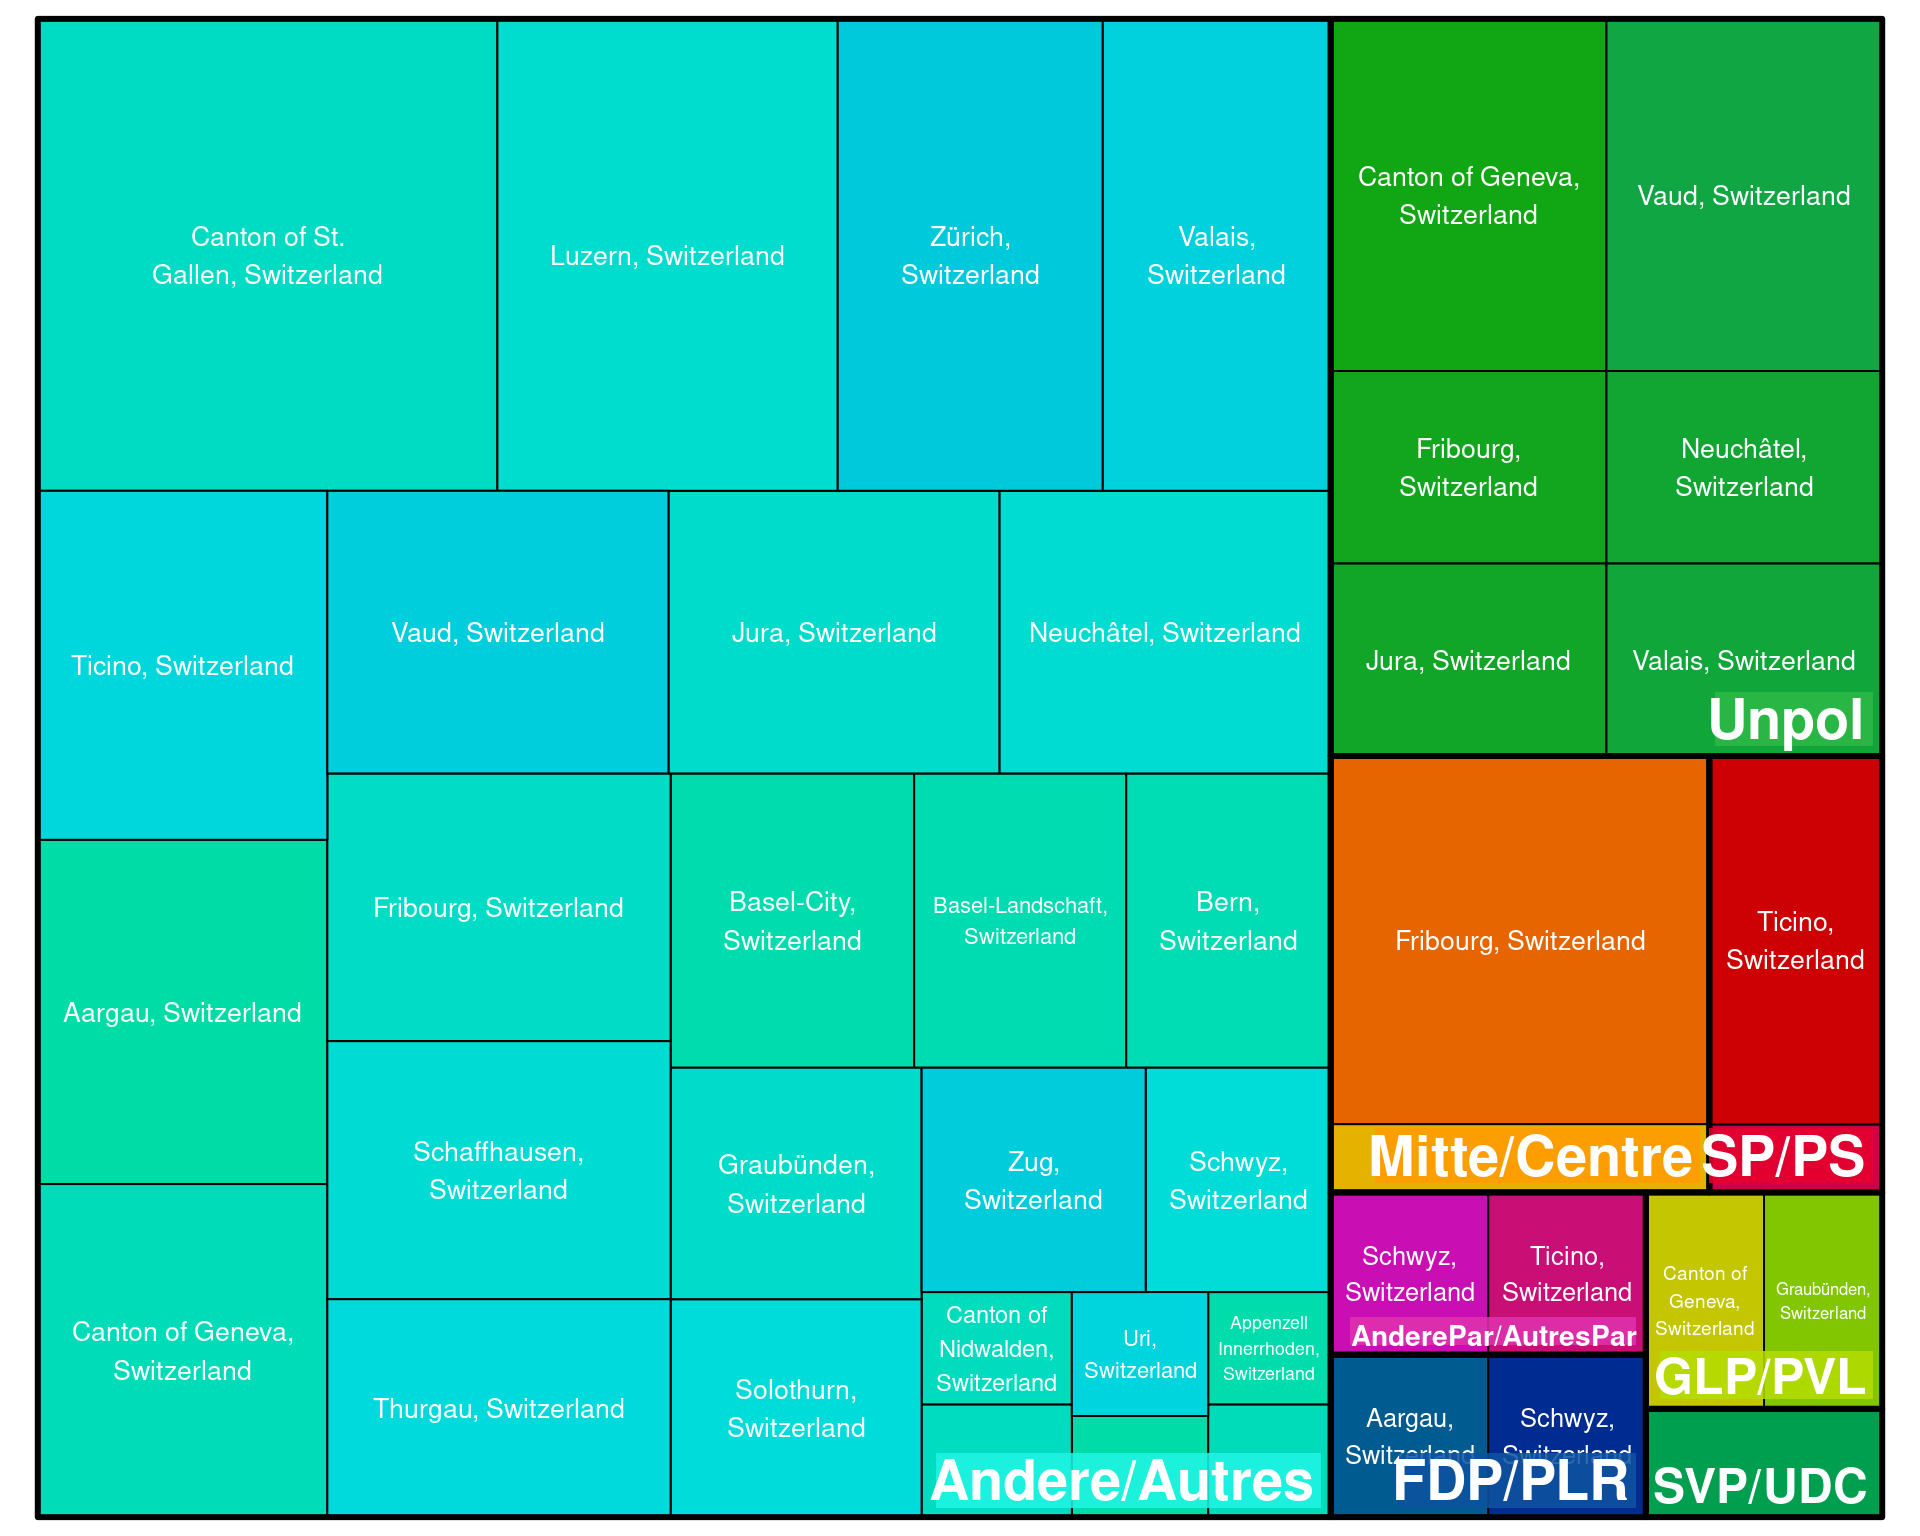 Canton of St.
Gallen, Switzerland
Luzern, Switzerland
Zürich,
Switzerland
Valais,
Switzerland
Ticino, Switzerland
Vaud, Switzerland
Jura, Switzerland
Neuchâtel, Switzerland
Aargau, Switzerland
Fribourg, Switzerland
Basel-City,
Switzerland
Basel-Landschaft,
Switzerland
Bern,
Switzerland
Canton of Geneva,
Switzerland
Schaffhausen,
Switzerland
Graubünden,
Switzerland
Zug,
Switzerland
Schwyz,
Switzerland
Thurgau, Switzerland
Solothurn,
Switzerland
Canton of
Nidwalden,
Switzerland
Uri,
Switzerland
Appenzell
Innerrhoden,
Switzerland
Andere/Autres
Canton of Geneva,
Switzerland
Vaud, Switzerland
Fribourg,
Switzerland
Neuchâtel,
Switzerland
Jura, Switzerland
Valais, Switzerland
Unpol
Fribourg, Switzerland
Mitte/Centre
Ticino,
Switzerland
SP/PS
Schwyz,
Switzerland
Ticino,
Switzerland
AnderePar/AutresPar
Canton of
Geneva,
Switzerland
Graubünden,
Switzerland
GLP/PVL
Aargau,
Switzerland
Schwyz,
Switzerland
FDP/PLR
SVP/UDC